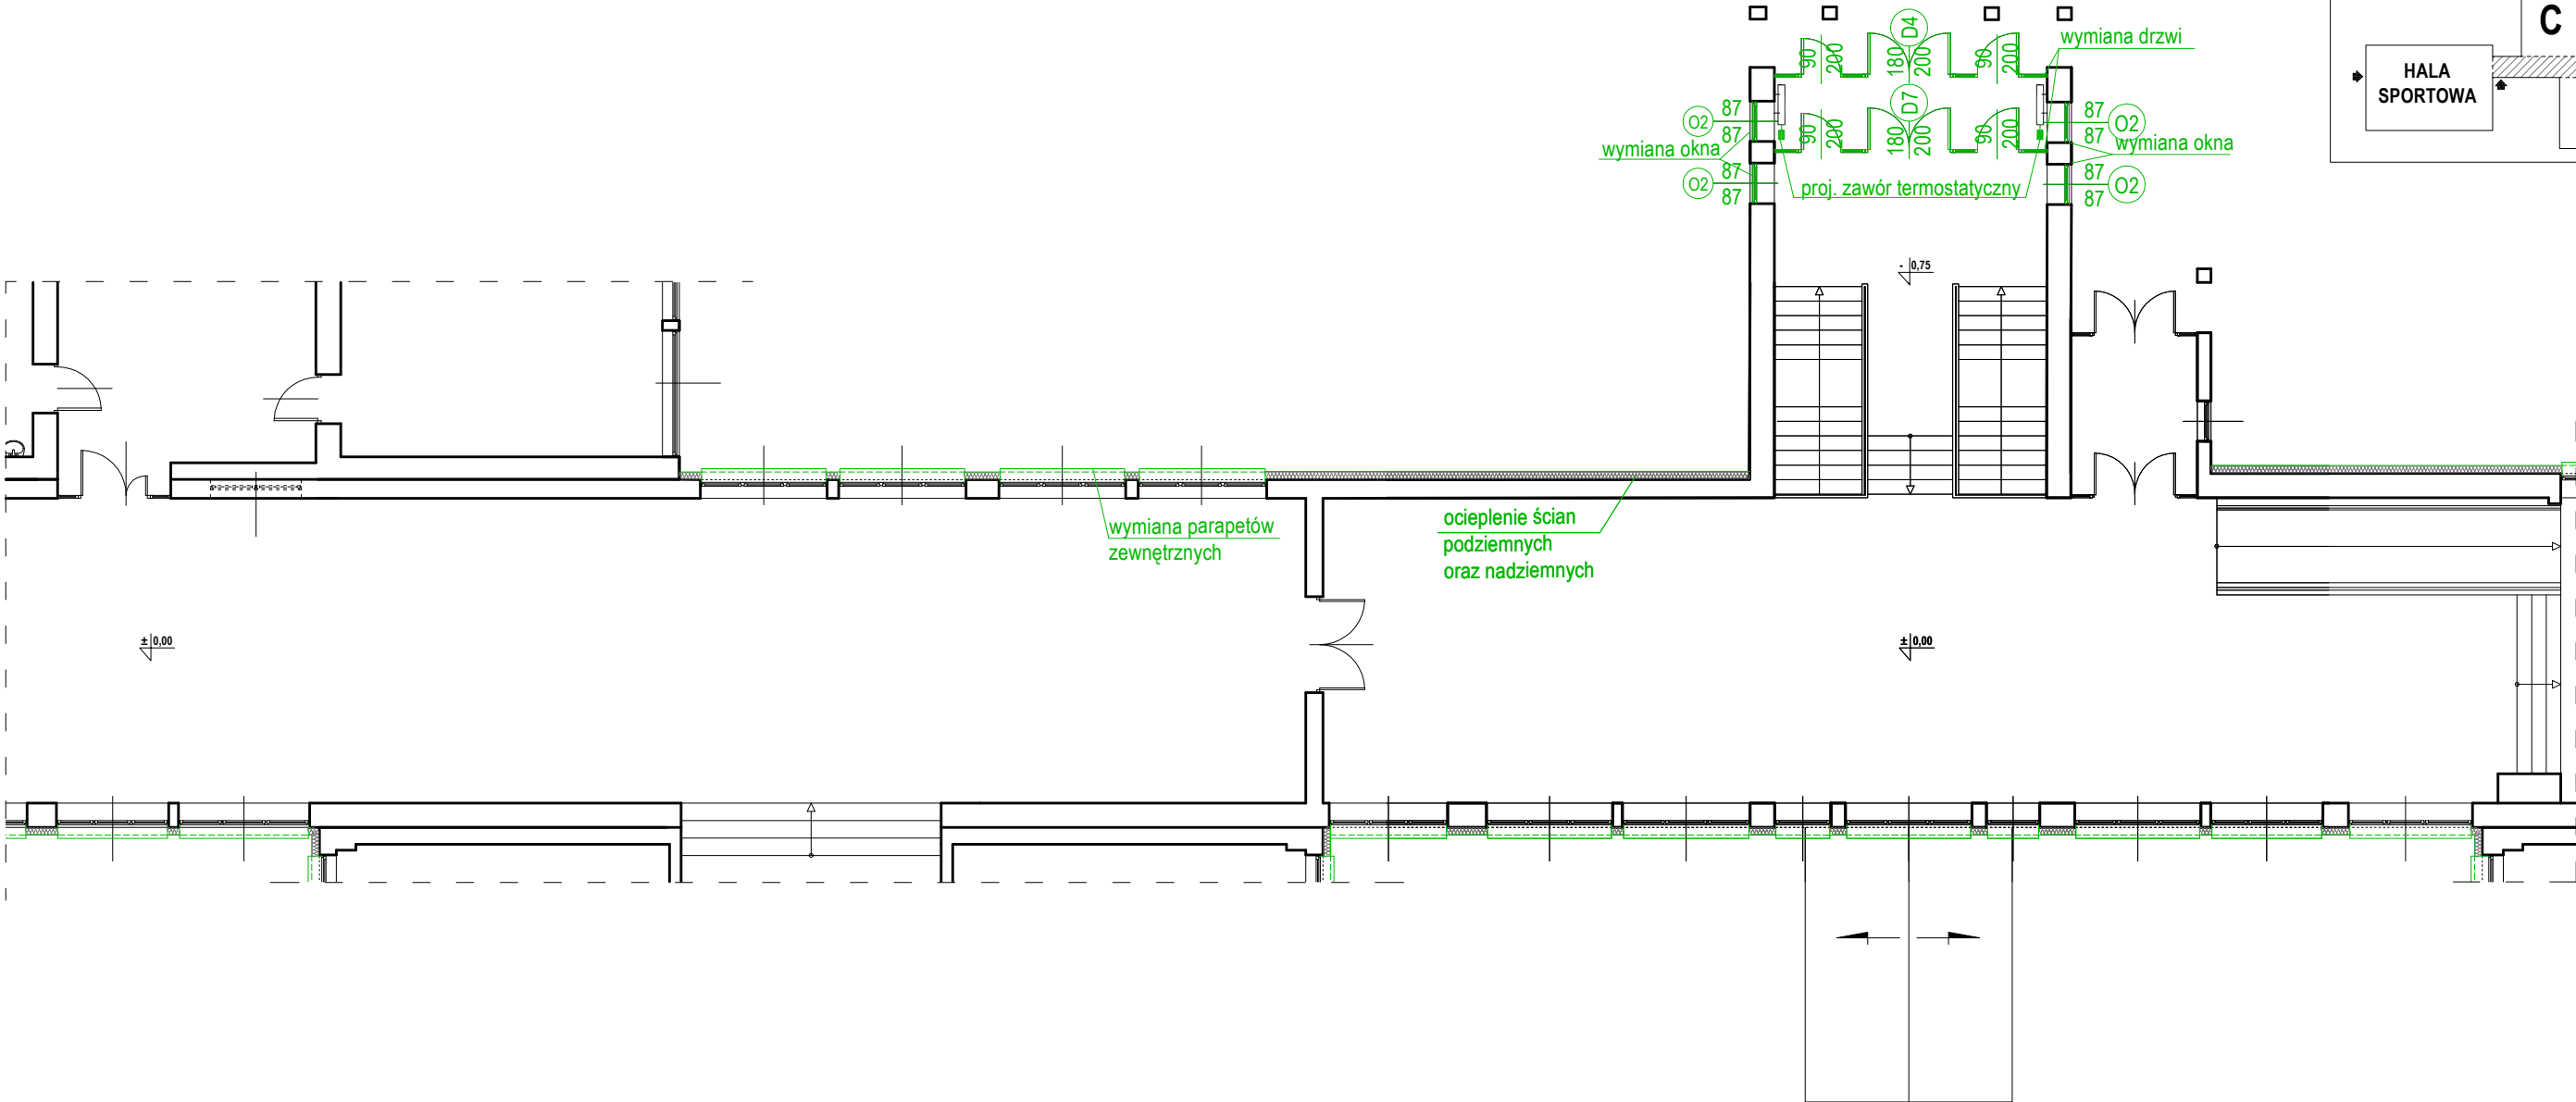 C
HALA
SPORTOWA
D4
90
200
180
200
90
200
wymiana drzwi
D7
90
200
180
200
90
200
O2
87
87
wymiana okna
O2
87
87
87
87
O2
wymiana okna
87
87
O2
proj. zawór termostatyczny
- 0,75
wymiana parapetów
zewnętrznych
ocieplenie ścian
podziemnych
oraz nadziemnych
± 0,00
± 0,00